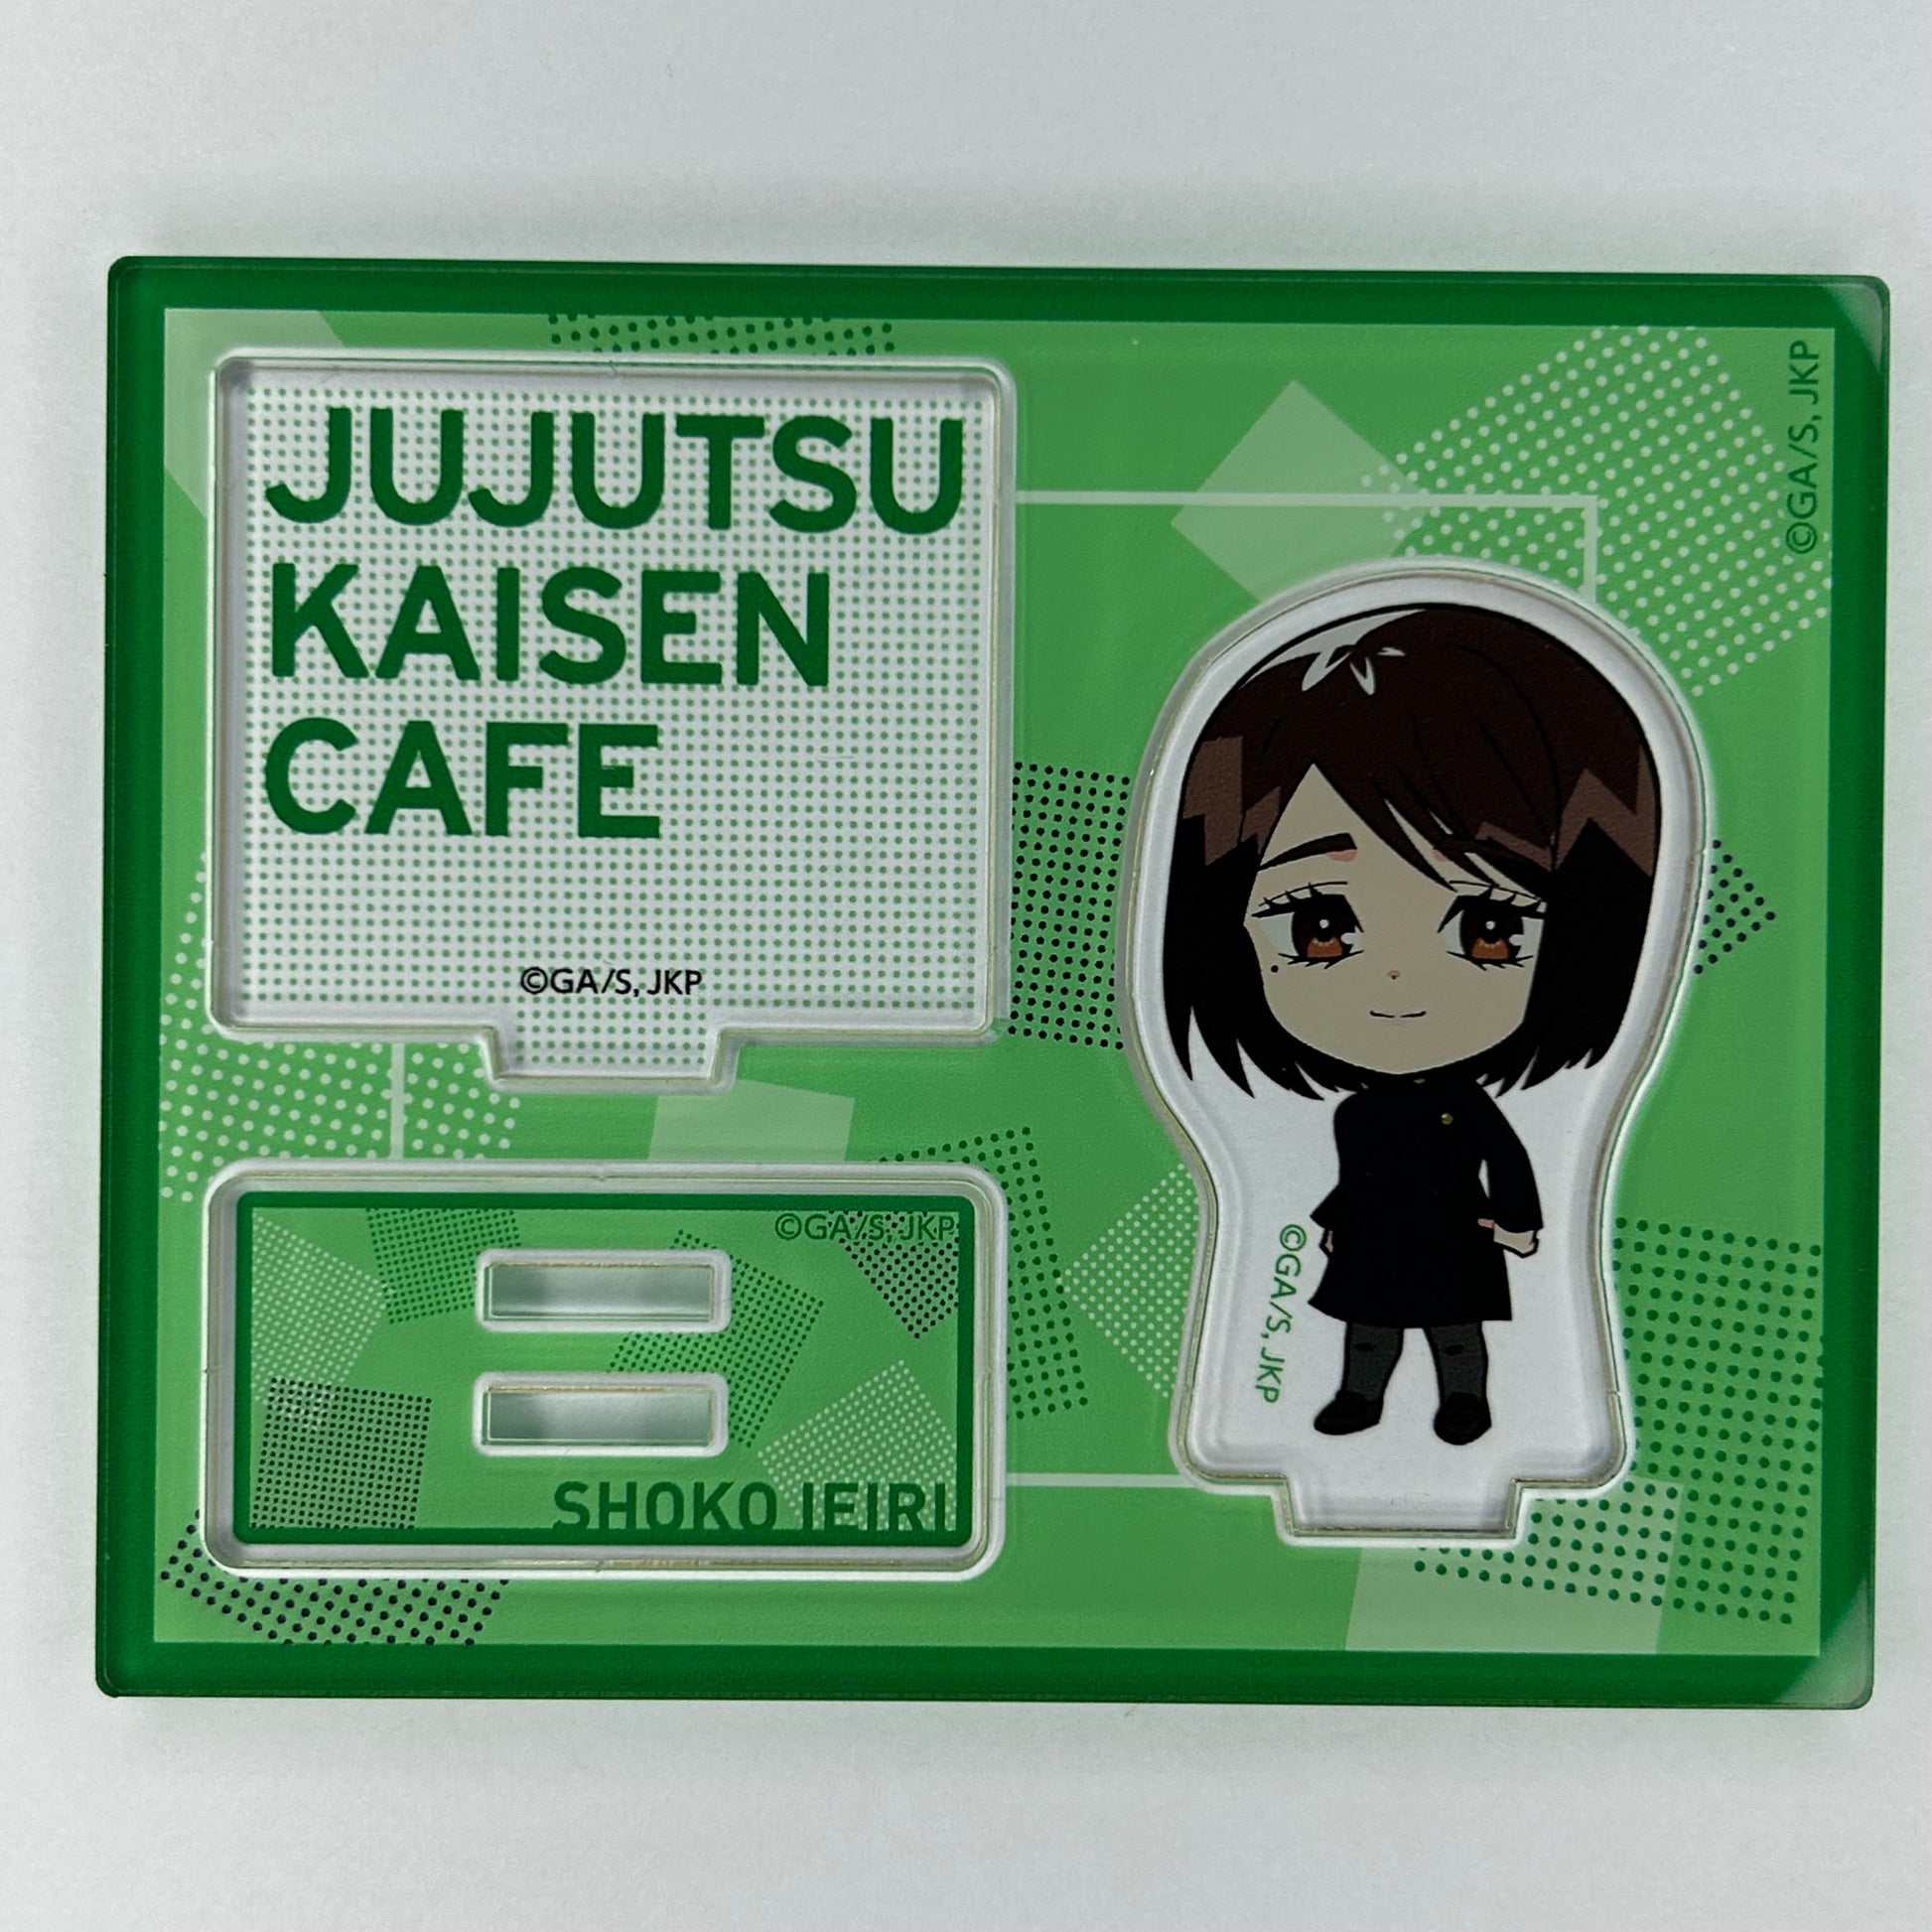 JUJUTSU
KAISEN
CAFE
©GA/S, JKP
©GA/S, JKP
©GA/S, JKP
SHOKO IEIRI
©GA/S, JKP